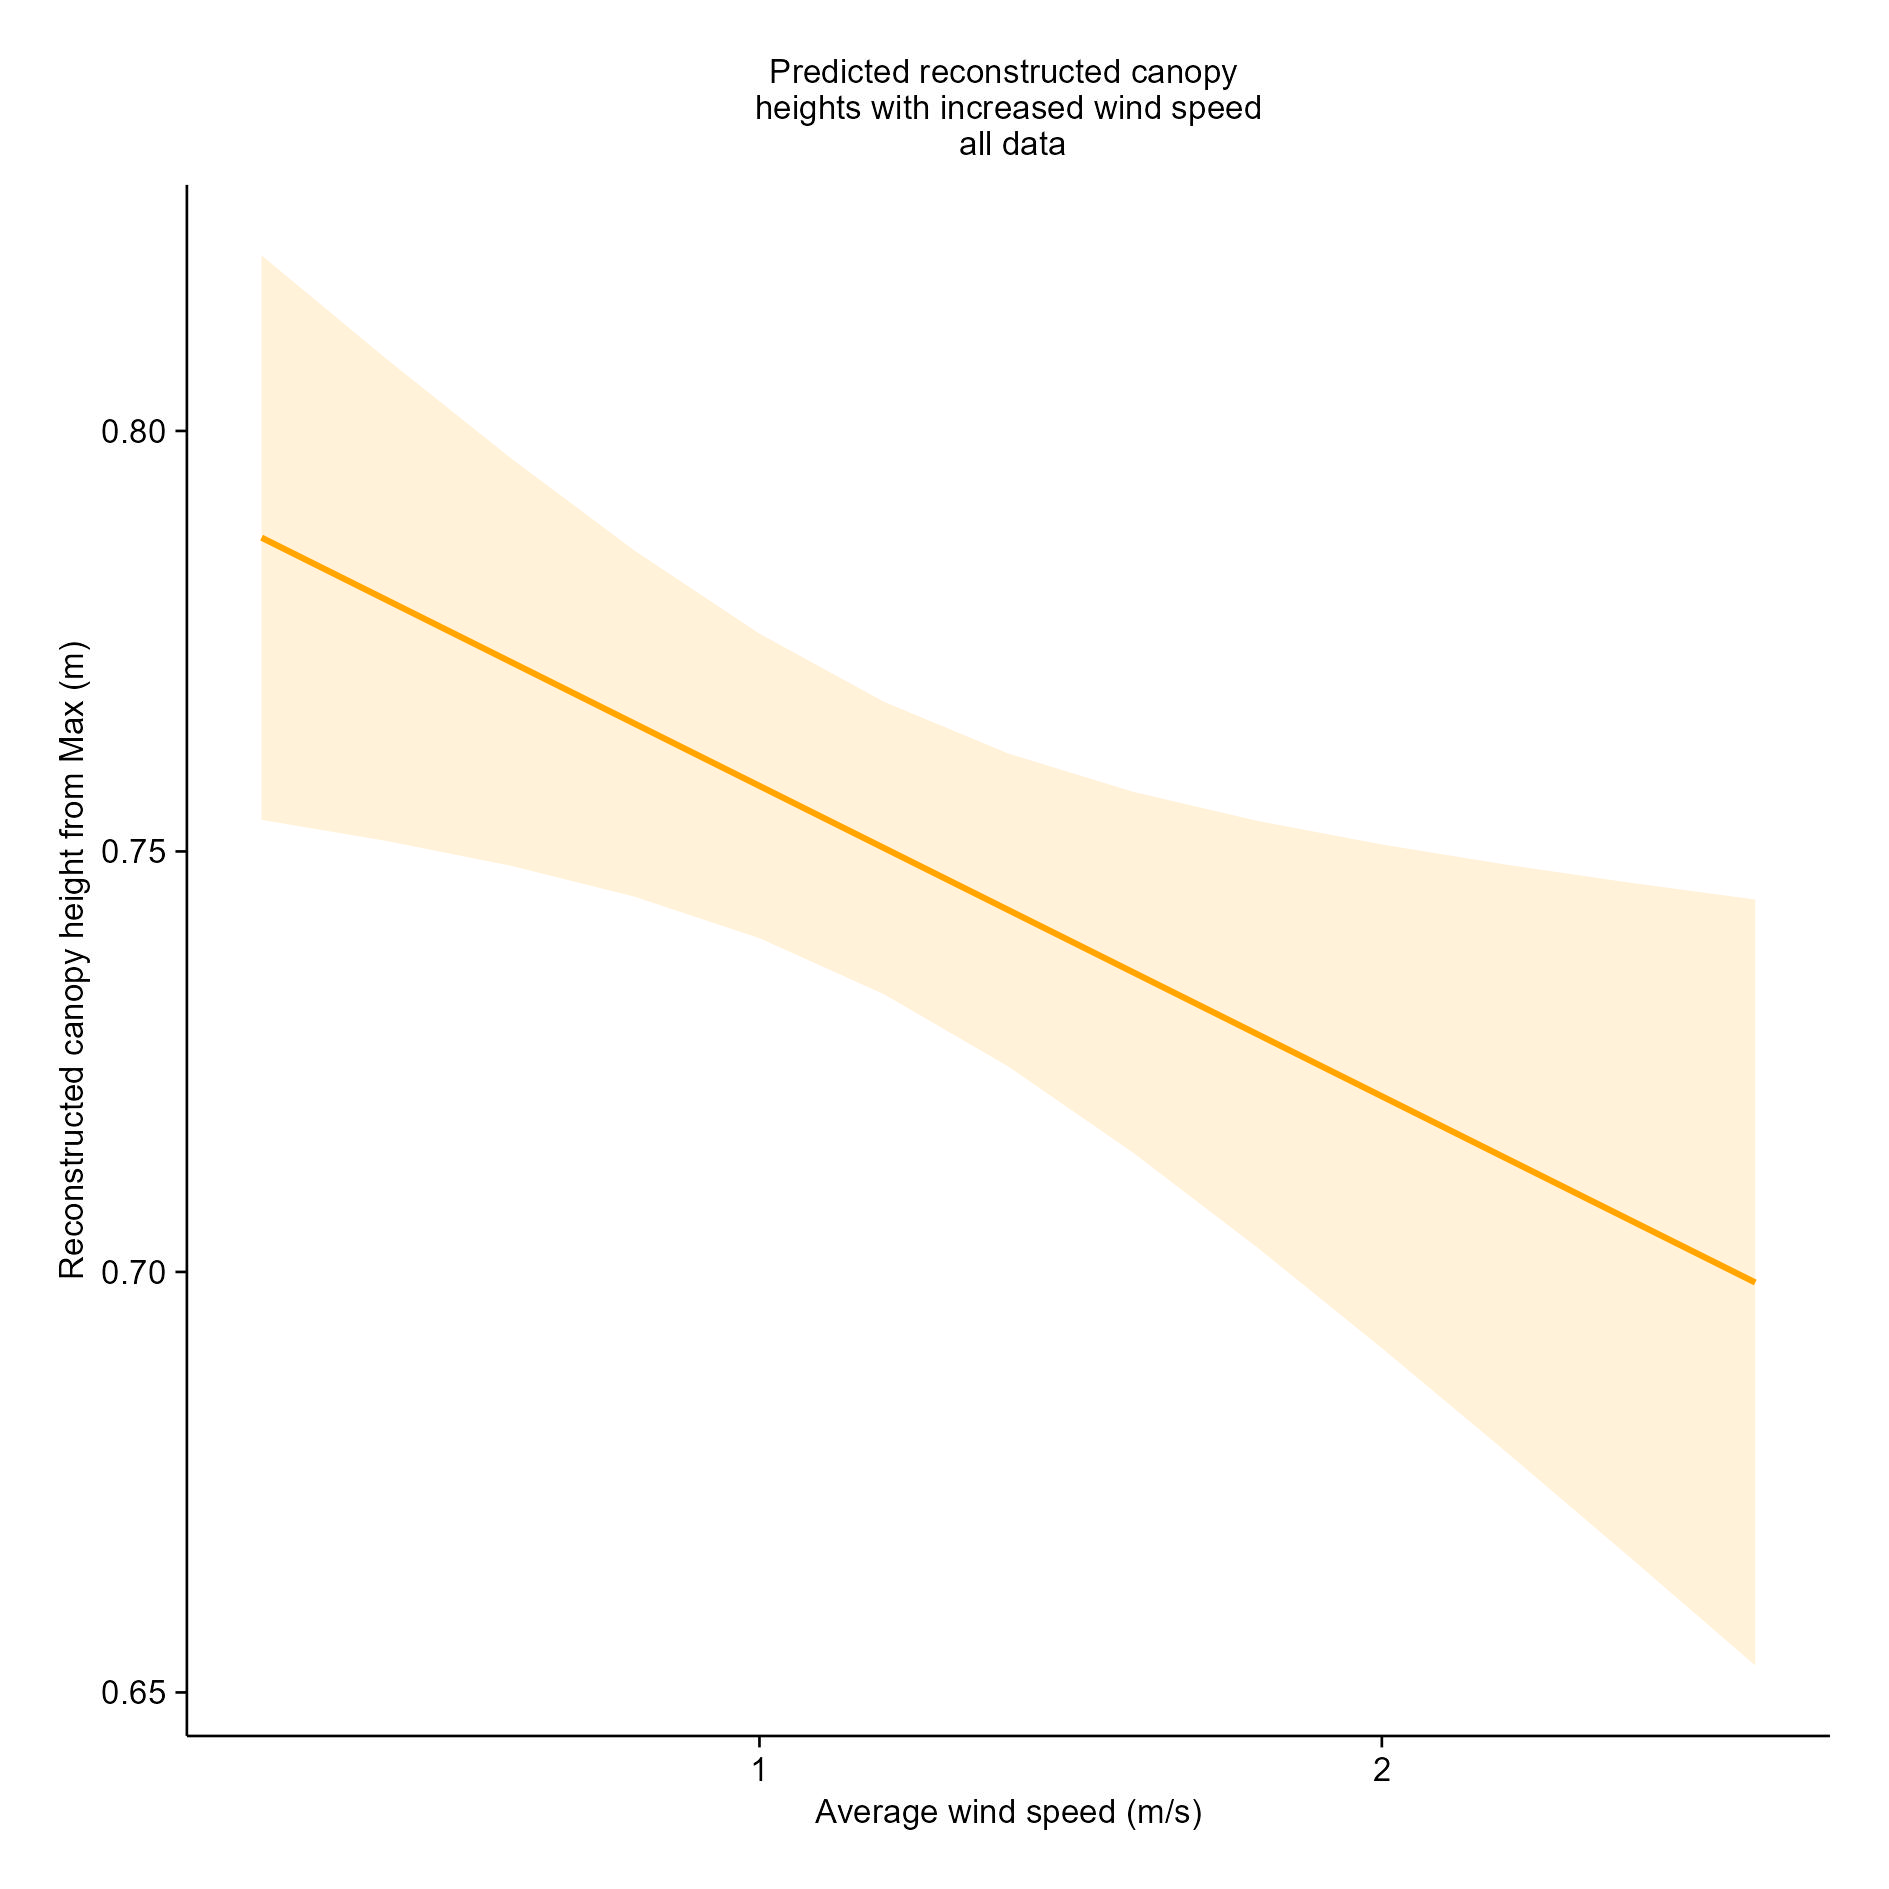 Predicted reconstructed canopy
heights with increased wind speed
all data
Reconstructed canopy height from Max (m)
0.80
0.75
0.70
0.65
1
2
Average wind speed (m/s)